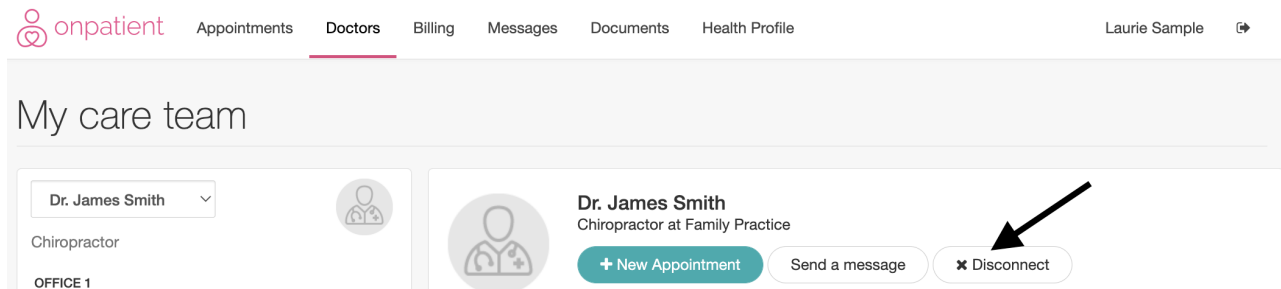 onpatient Appointments Doctors Billing Messages Documents Health Profile Laurie Sample
My care team
Dr. James Smith
Chiropractor
OFFICE 1
Dr. James Smith
Chiropractor at Family Practice
+ New Appointment Send a message ✖ Disconnect